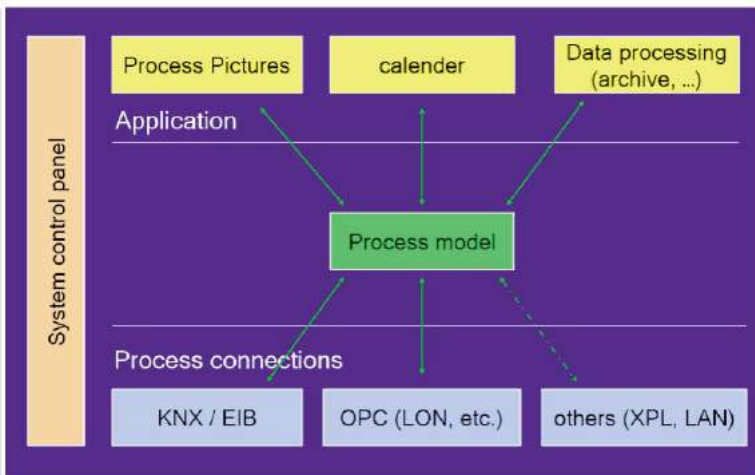 System control panel
Process Pictures
calender
Data processing
(archive, ...)
Application
Process model
Process connections
KNX / EIB
OPC (LON, etc.)
others (XPL, LAN)